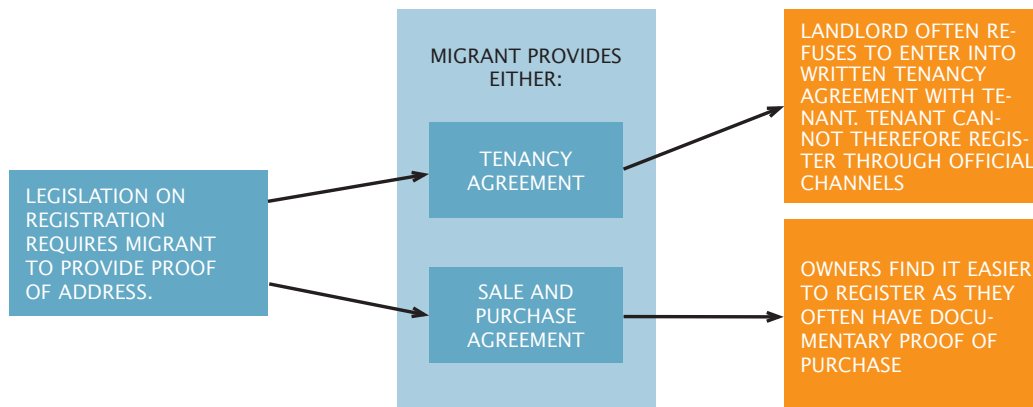 LEGISLATION ON
REGISTRATION
REQUIRES MIGRANT
TO PROVIDE PROOF
OF ADDRESS.
MIGRANT PROVIDES
EITHER:
TENANCY
AGREEMENT
SALE AND
PURCHASE
AGREEMENT
LANDLORD OFTEN RE-
FUSES TO ENTER INTO
WRITTEN TENANCY
AGREEMENT WITH TE-
NANT. TENANT CAN-
NOT THEREFORE REGIS-
TER THROUGH OFFICIAL
CHANNELS
OWNERS FIND IT EASIER
TO REGISTER AS THEY
OFTEN HAVE DOCU-
MENTARY PROOF OF
PURCHASE